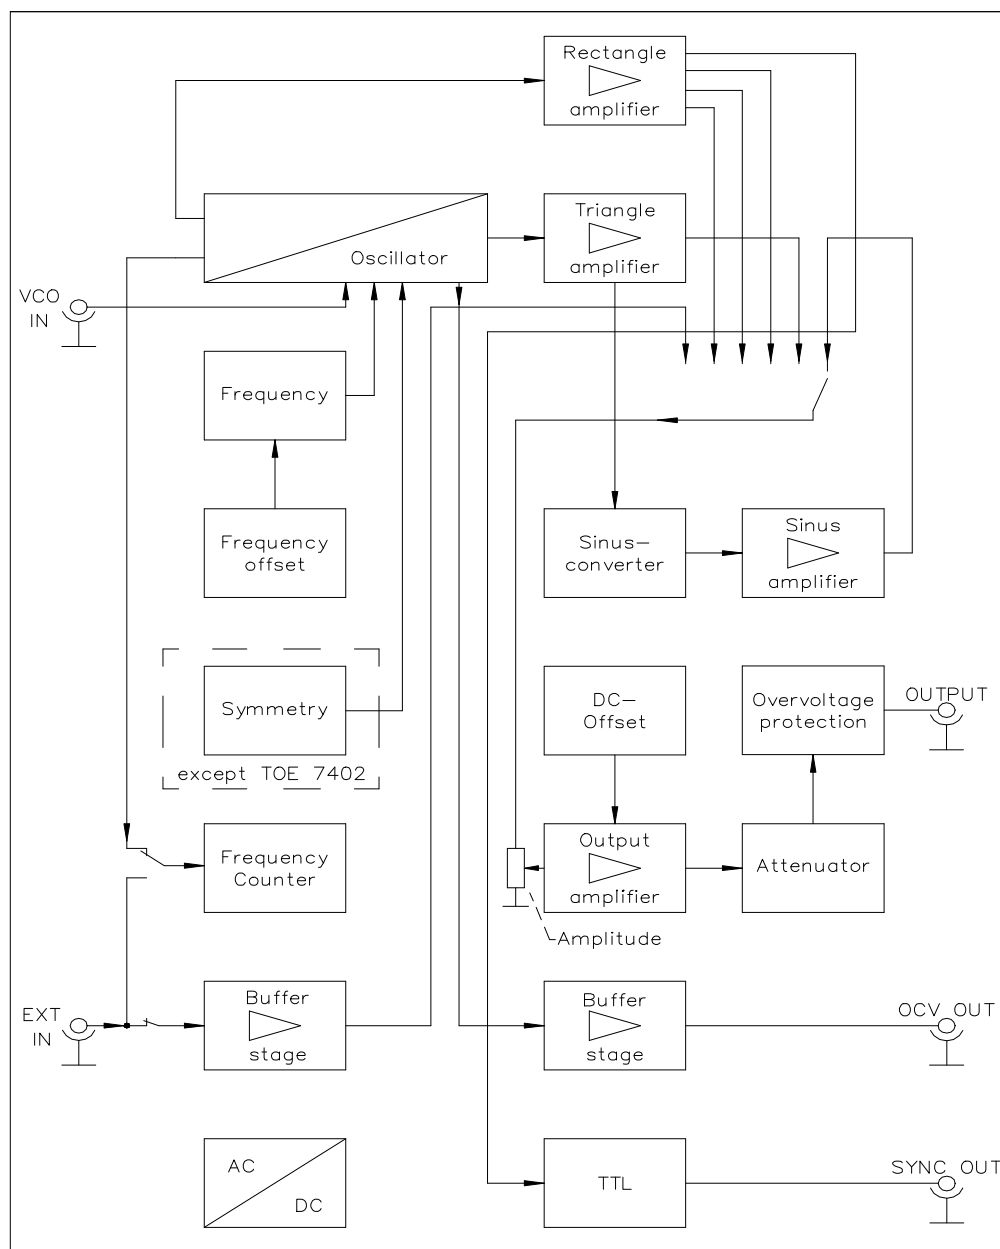 Rectangle
amplifier
Oscillator
Triangle
amplifier
VCO
IN
Frequency
Frequency
offset
Sinus-
converter
Sinus
amplifier
Symmetry
except TOE 7402
DC-
Offset
Overvoltage
protection
OUTPUT
Frequency
Counter
Output
amplifier
Attenuator
Amplitude
EXT
IN
Buffer
stage
Buffer
stage
OCV OUT
AC
DC
TTL
SYNC OUT